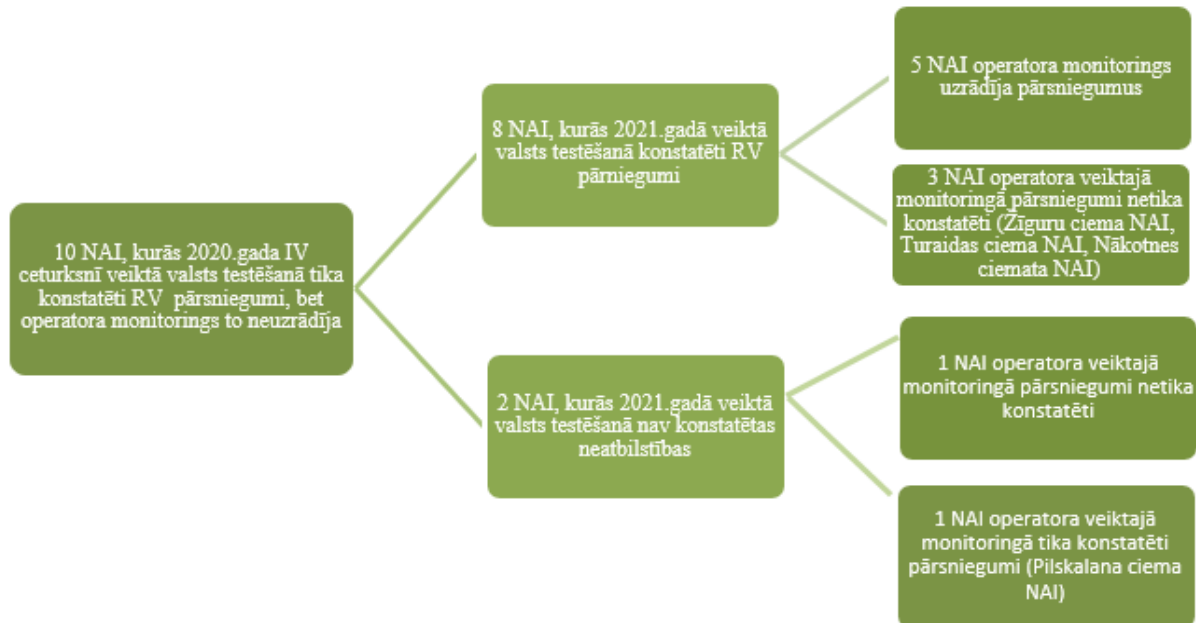 10 NAI, kurās 2020.gada IV
ceturksnī veiktā valsts testēšanā tika
konstatēti RV pārsniegumi, bet
operatora monitorings to neuzrādīja
8 NAI, kurās 2021.gadā veiktā
valsts testēšanā konstatēti RV
pārniegumi
5 NAI operatora monitorings
uzrādīja pārsniegumus
3 NAI operatora veiktajā
monitoringā pārsniegumi netika
konstatēti (Žīguru ciema NAI,
Turaidas ciema NAI, Nākotnes
ciemata NAI)
2 NAI, kurās 2021.gadā veiktā
valsts testēšanā nav konstatētas
neatbilstības
1 NAI operatora veiktajā
monitoringā pārsniegumi netika
konstatēti
1 NAI operatora veiktajā
monitoringā tika konstatēti
pārsniegumi (Pilskalana ciema
NAI)